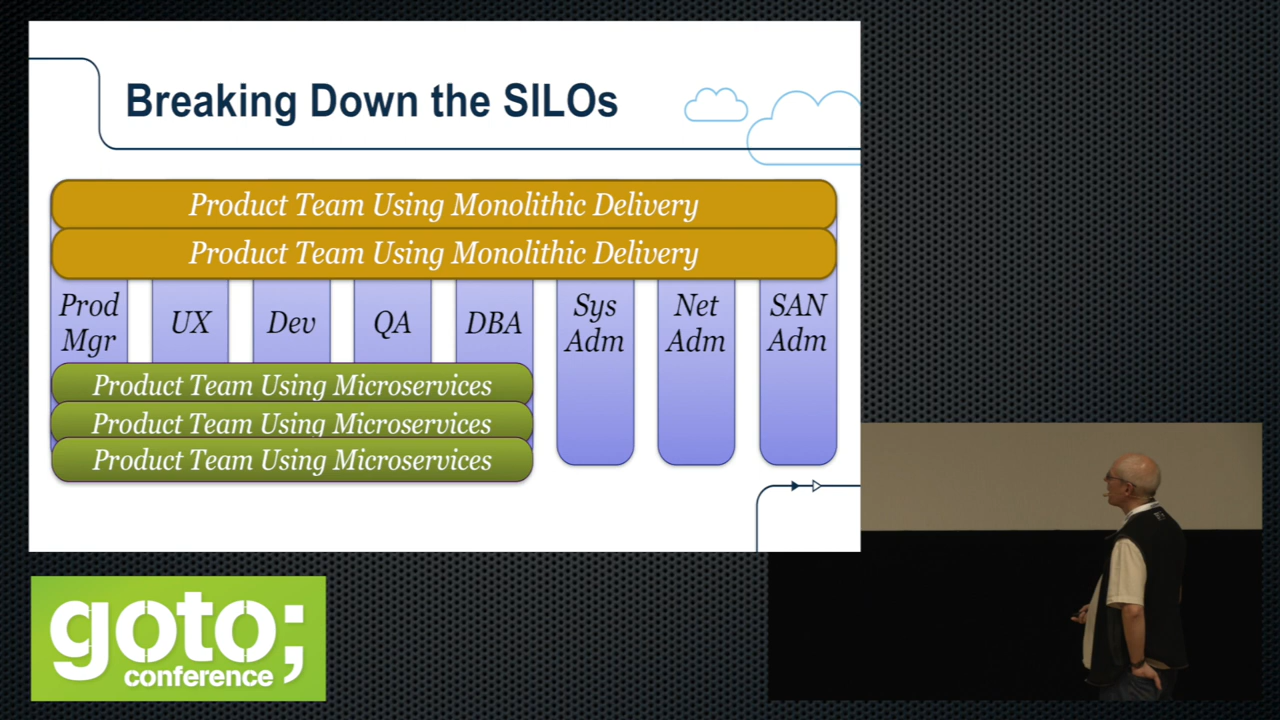 Breaking Down the SILOs
Product Team Using Monolithic Delivery
Product Team Using Monolithic Delivery
Prod
Mgr
UX
Dev
QA
DBA
Sys
Adm
Net
Adm
SAN
Adm
Product Team Using Microservices
Product Team Using Microservices
Product Team Using Microservices
goto;
conference